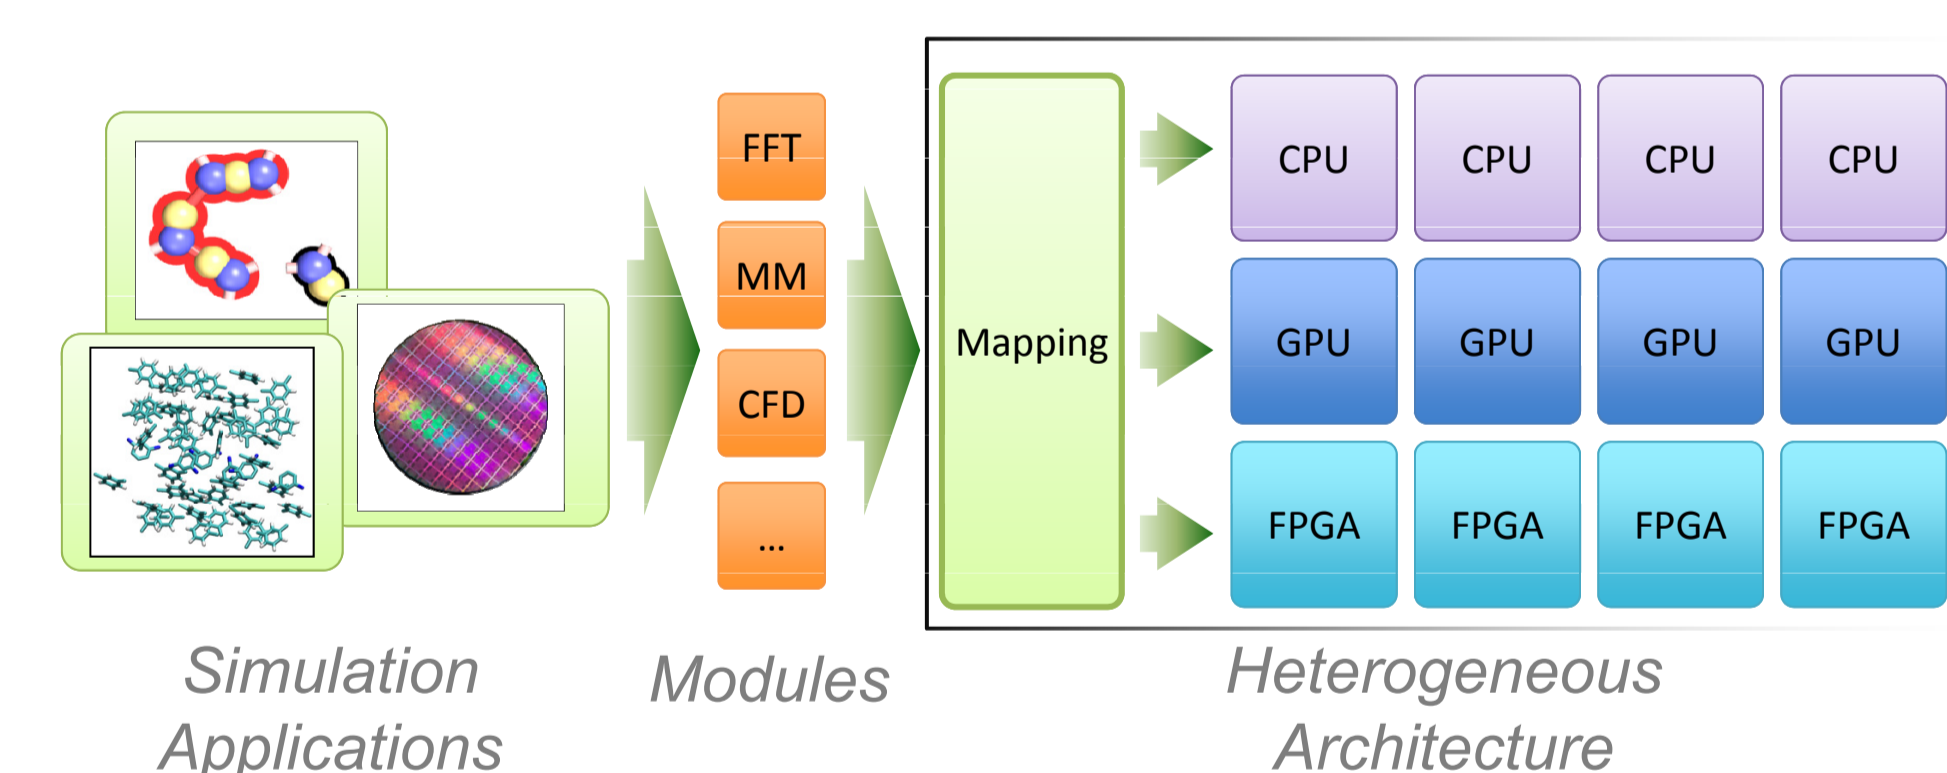 FFT
MM
CFD
...
Mapping
CPU CPU CPU CPU
GPU GPU GPU GPU
FPGA FPGA FPGA FPGA
Simulation
Applications
Modules
Heterogeneous
Architecture